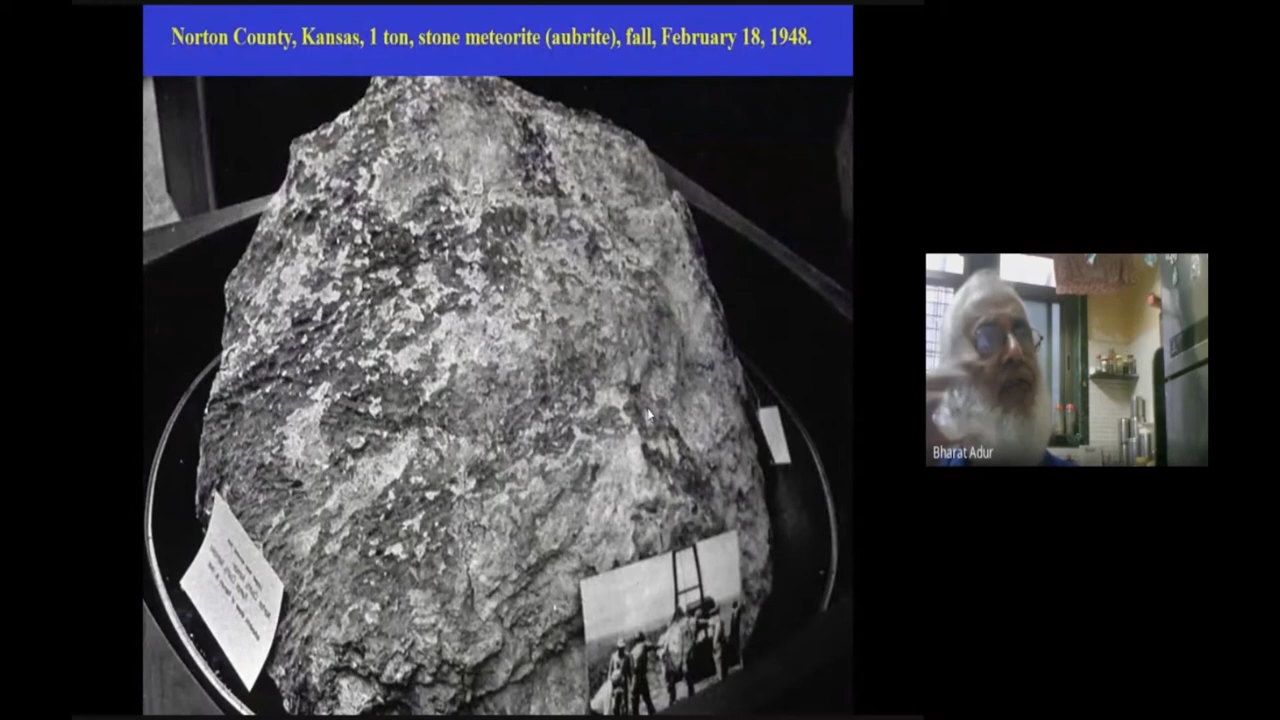 Norton County, Kansas, 1 ton, stone meteorite (aubrite), fall, February 18, 1948.
Bharat Adur